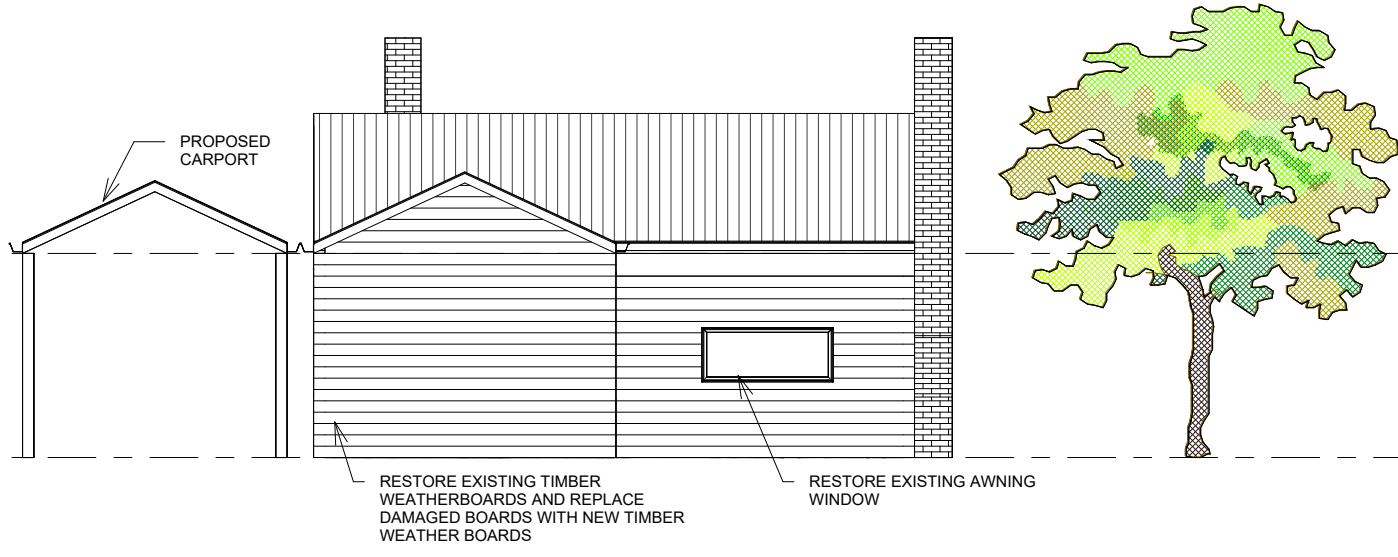 PROPOSED
CARPORT
RESTORE EXISTING TIMBER
WEATHERBOARDS AND REPLACE
DAMAGED BOARDS WITH NEW TIMBER
WEATHER BOARDS
RESTORE EXISTING AWNING
WINDOW